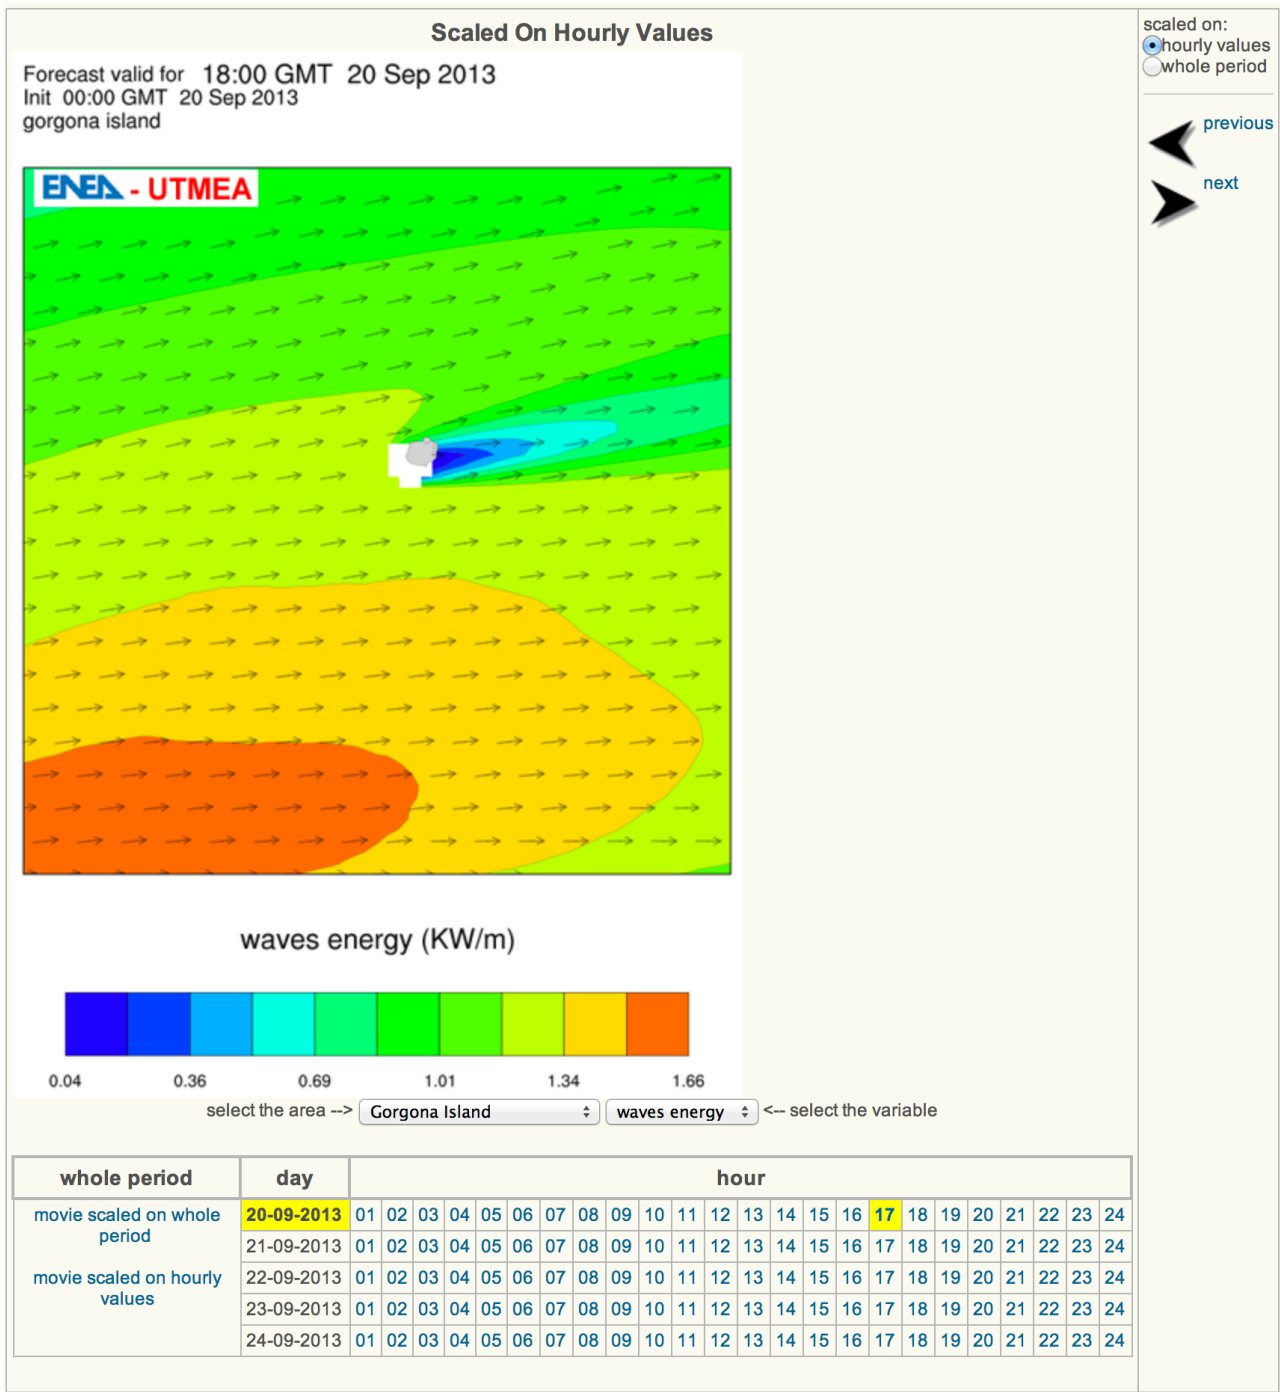 Scaled On Hourly Values
scaled on:
hourly values
whole period
previous
next
Forecast valid for 18:00 GMT 20 Sep 2013
Init 00:00 GMT 20 Sep 2013
gorgona island
ENEA - UTMEA
waves energy (KW/m)
0.04 0.36 0.69 1.01 1.34 1.66
select the area --> Gorgona Island waves energy <-- select the variable
whole period day hour
movie scaled on whole period
movie scaled on hourly values
20-09-2013 01 02 03 04 05 06 07 08 09 10 11 12 13 14 15 16 17 18 19 20 21 22 23 24
21-09-2013 01 02 03 04 05 06 07 08 09 10 11 12 13 14 15 16 17 18 19 20 21 22 23 24
22-09-2013 01 02 03 04 05 06 07 08 09 10 11 12 13 14 15 16 17 18 19 20 21 22 23 24
23-09-2013 01 02 03 04 05 06 07 08 09 10 11 12 13 14 15 16 17 18 19 20 21 22 23 24
24-09-2013 01 02 03 04 05 06 07 08 09 10 11 12 13 14 15 16 17 18 19 20 21 22 23 24